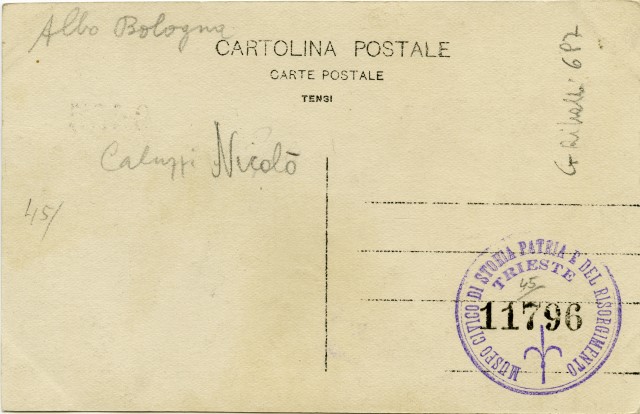 Albo Bologna
CARTOLINA POSTALE
CARTE POSTALE
TENSI
Nicolò
45/
687
MUSEO CIVICO DI STORIA PATRIA E DEL RISORGIMENTO
TRIESTE
45
11796